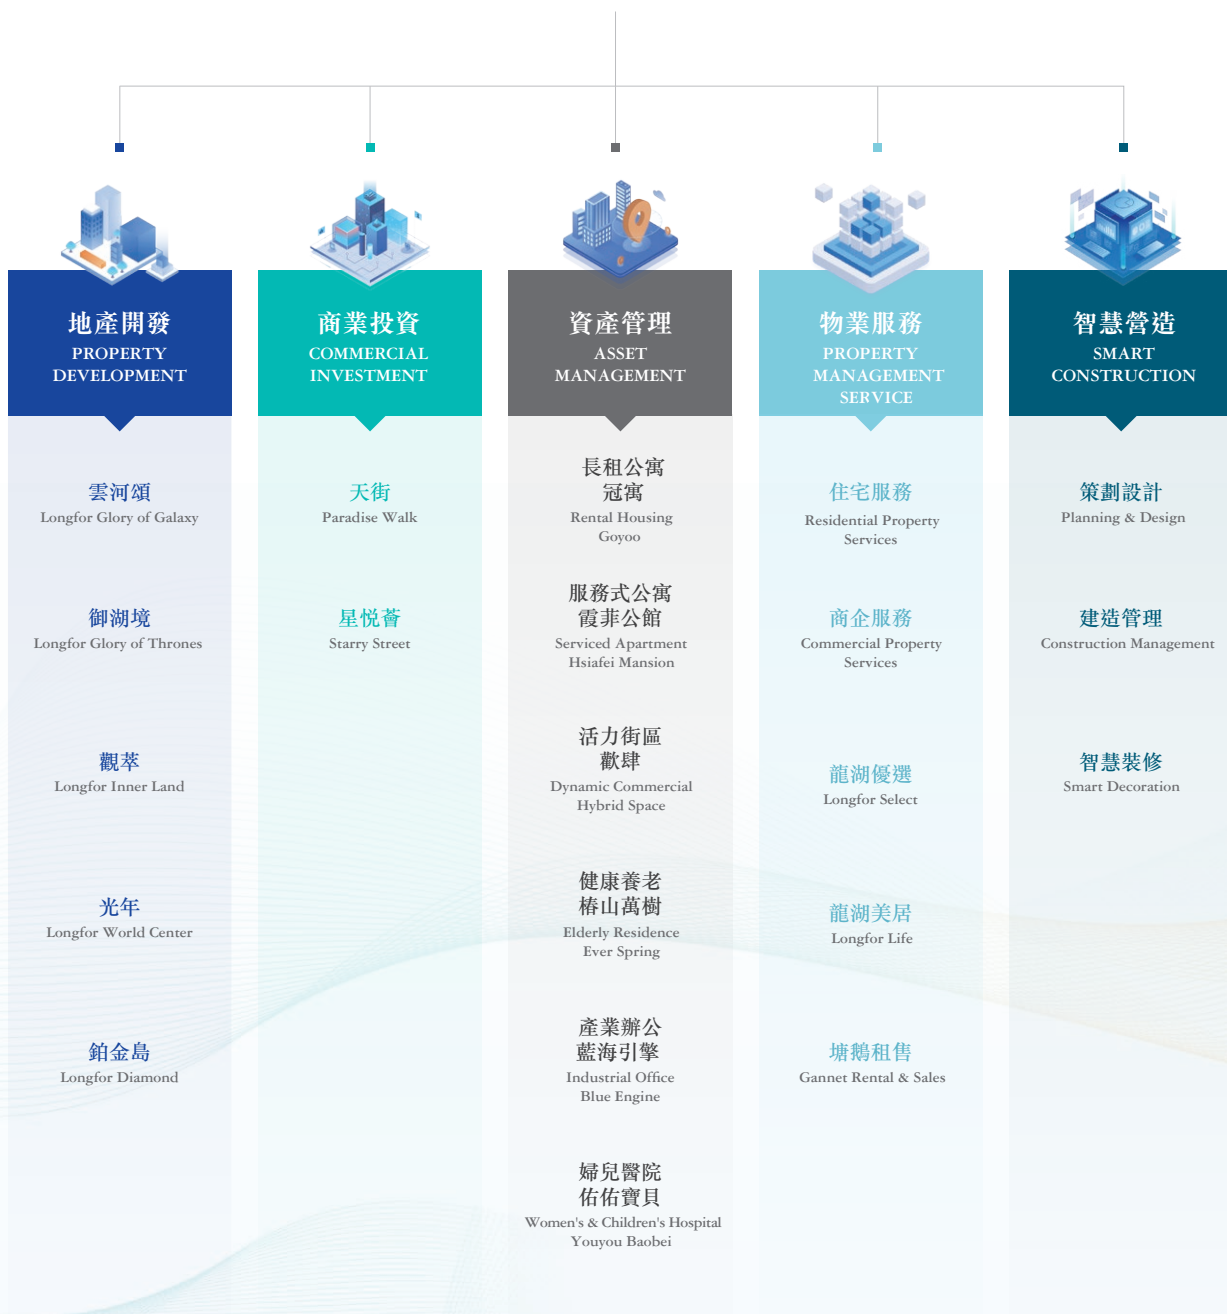 地產開發
PROPERTY
DEVELOPMENT
雲河頌
Longfor Glory of Galaxy
御湖境
Longfor Glory of Thrones
觀萃
Longfor Inner Land
光年
Longfor World Center
鉑金島
Longfor Diamond
商業投資
COMMERCIAL
INVESTMENT
天街
Paradise Walk
星悦薈
Starry Street
資產管理
ASSET
MANAGEMENT
長租公寓
冠寓
Rental Housing
Goyoo
服務式公寓
霞菲公館
Serviced Apartment
Hsiafei Mansion
活力街區
歡肆
Dynamic Commercial
Hybrid Space
健康養老
椿山萬樹
Elderly Residence
Ever Spring
產業辦公
藍海引擎
Industrial Office
Blue Engine
婦兒醫院
佑佑寶貝
Women's & Children's Hospital
Youyou Baobei
物業服務
PROPERTY
MANAGEMENT
SERVICE
住宅服務
Residential Property
Services
商企服務
Commercial Property
Services
龍湖優選
Longfor Select
龍湖美居
Longfor Life
塘鵝租售
Gannet Rental & Sales
智慧營造
SMART
CONSTRUCTION
策劃設計
Planning & Design
建造管理
Construction Management
智慧裝修
Smart Decoration